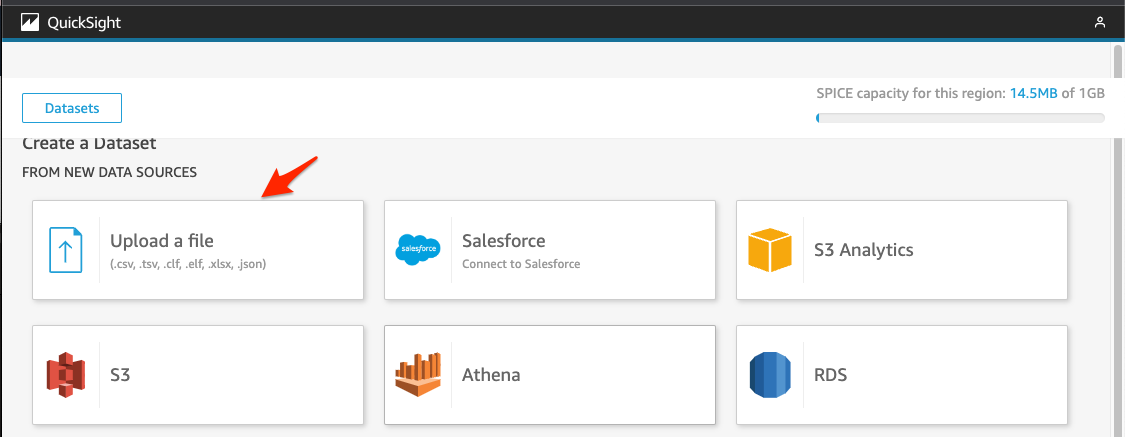 QuickSight
Datasets
SPICE capacity for this region: 14.5MB of 1GB
Create a Dataset
FROM NEW DATA SOURCES
Upload a file
(.csv, .tsv, .clf, .elf, .xlsx, .json)
salesforce
Salesforce
Connect to Salesforce
S3 Analytics
S3
Athena
RDS